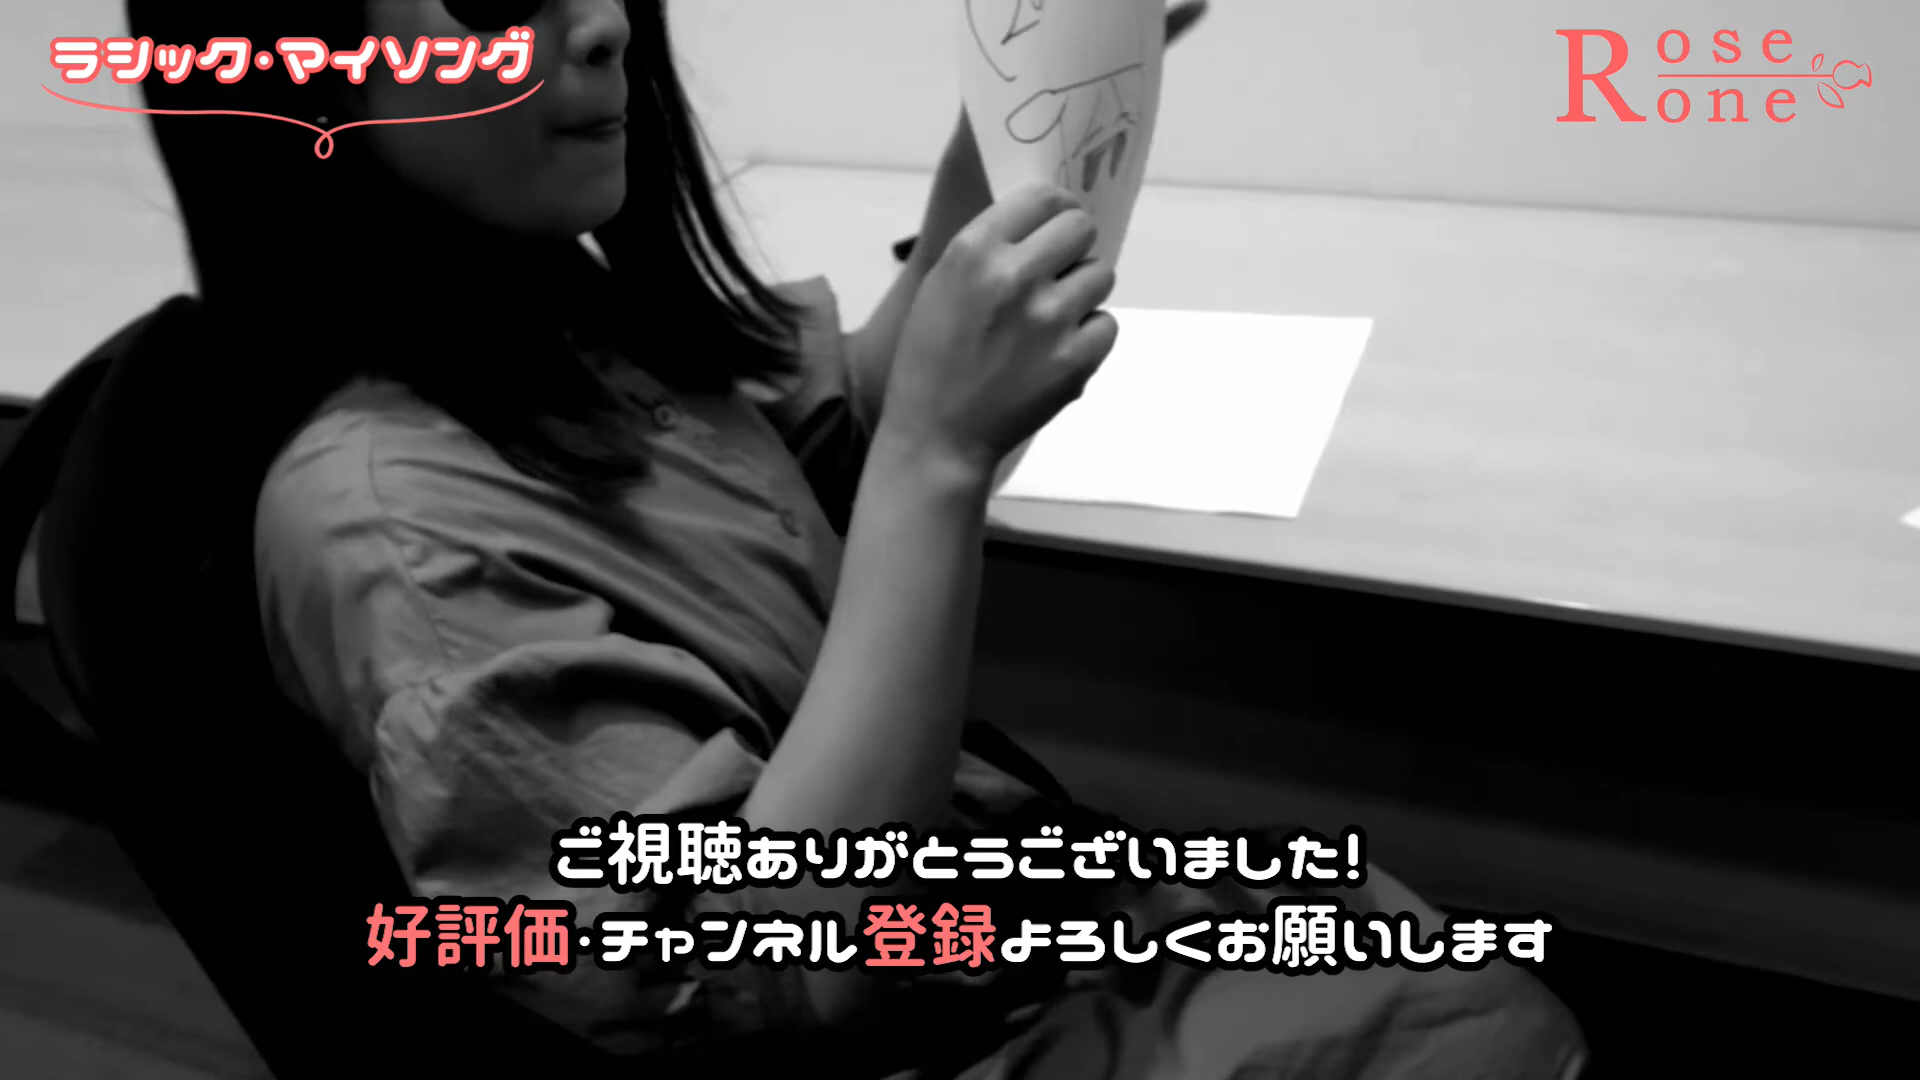 ラシック・マイソング
Rose
Rone
ご視聴ありがとうございました!
好評価・チャンネル登録よろしくお願いします